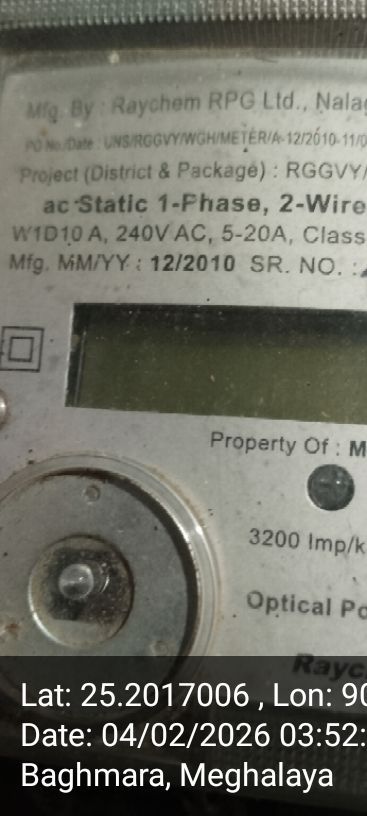 Mfg. By : Raychem RPG Ltd., Nalag
PO No./Date : UNS/RGGVY/WGH/METER/A-12/2010-11/0
Project (District & Package) : RGGVY/
ac Static 1-Phase, 2-Wire
W1D10 A, 240V AC, 5-20A, Class
Mfg. MM/YY : 12/2010 SR. NO. :
Property Of : M
3200 Imp/k
Optical Po
Rayc
Lat: 25.2017006 , Lon: 90
Date: 04/02/2026 03:52:
Baghmara, Meghalaya